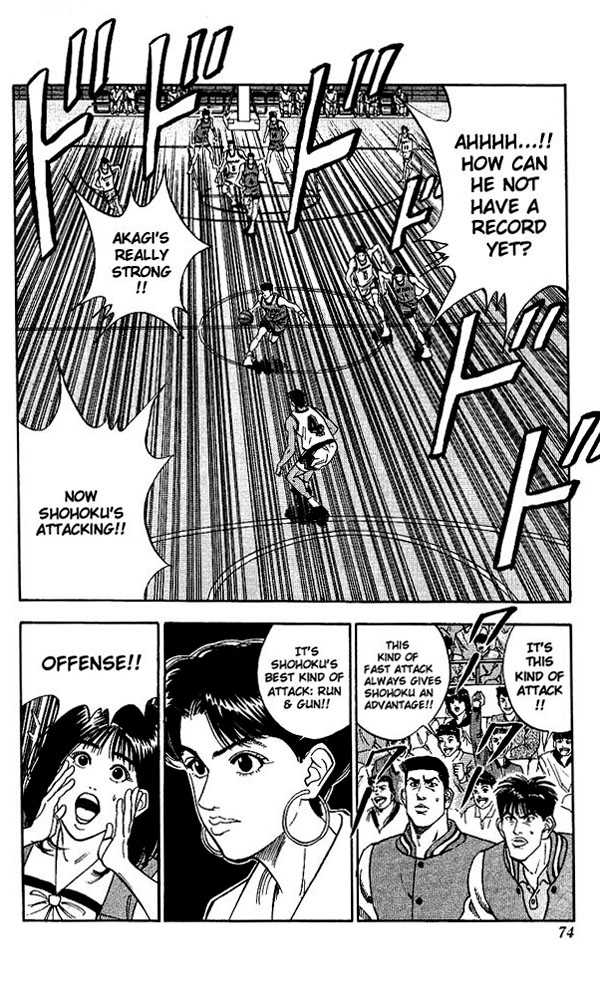 AHHHH...!!
HOW CAN
HE NOT
HAVE A
RECORD
YET?
ドドド
ド
AKAGI'S
REALLY
STRONG
!!
ドドド
NOW
SHOHOKU'S
ATTACKING!!
IT'S
THIS
KIND OF
ATTACK
!!
THIS
KIND OF
FAST ATTACK
ALWAYS GIVES
SHOHOKU AN
ADVANTAGE!!
IT'S
SHOHOKU'S
BEST KIND OF
ATTACK: RUN
& GUN!!
OFFENSE!!
74